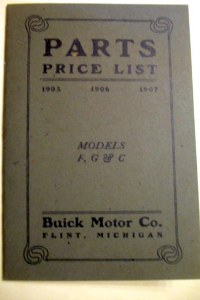 PARTS
PRICE LIST
1905 1906 1907
MODELS
F, G & C
Buick Motor Co.
FLINT, MICHIGAN